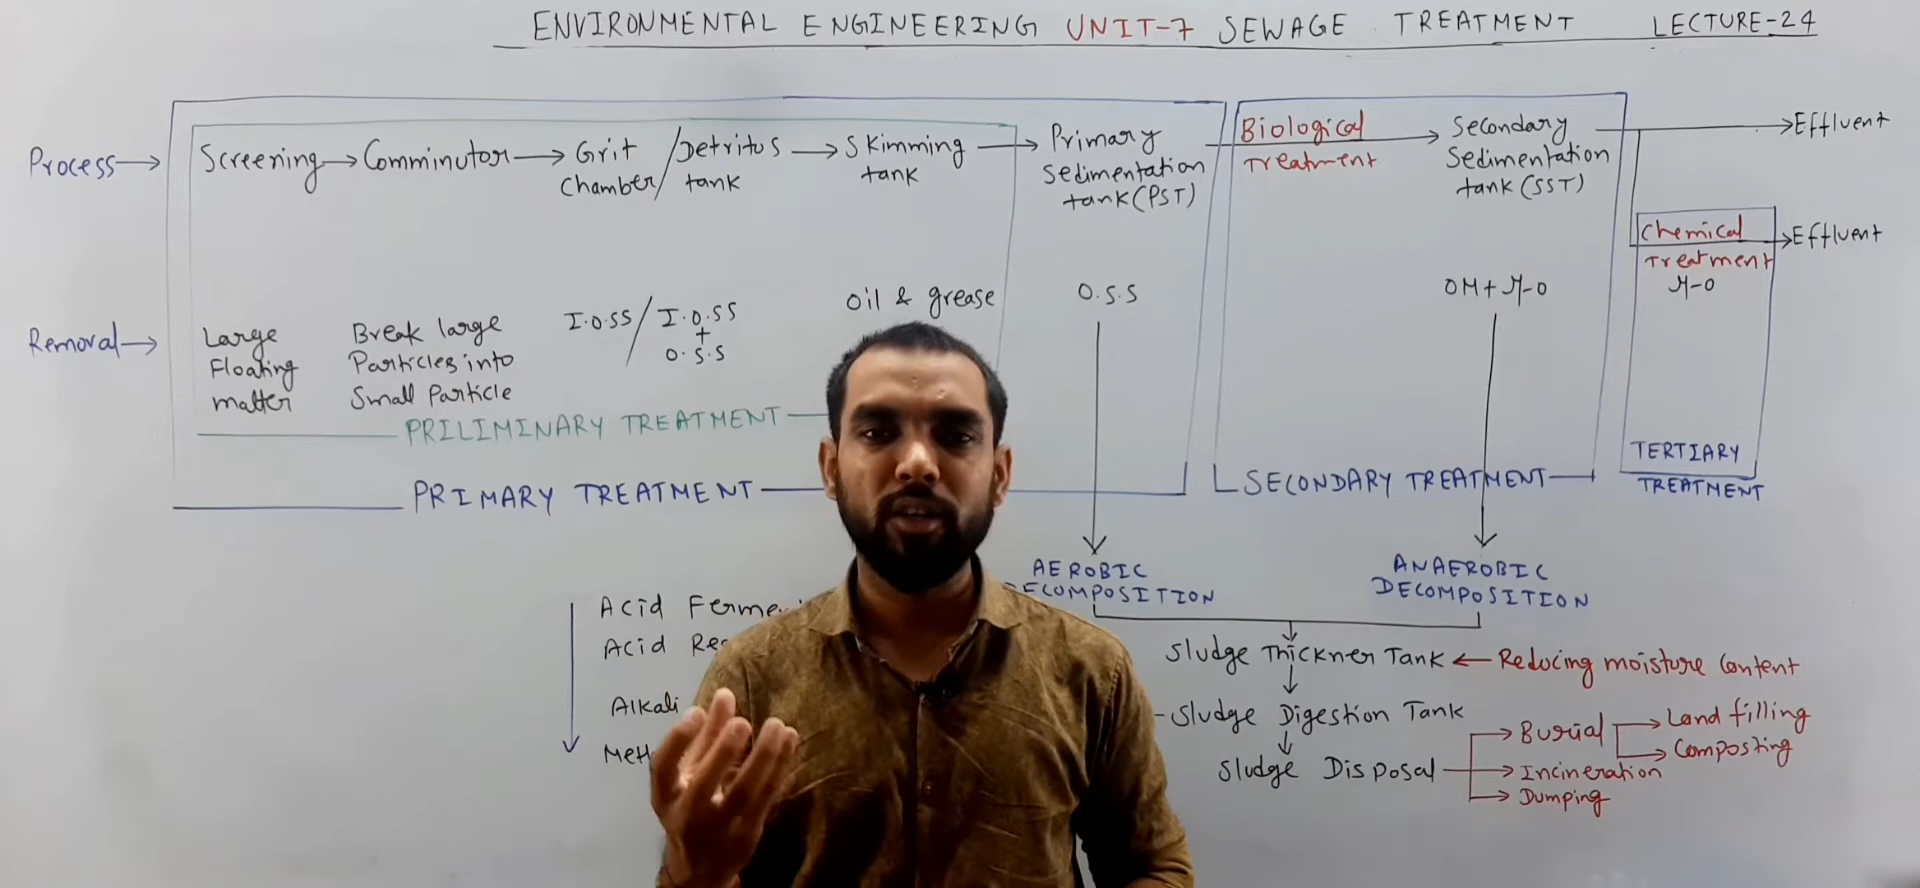 ENVIRONMENTAL ENGINEERING UNIT-7 SEWAGE TREATMENT LECTURE-24
Process
Screening
Comminutor
Grit
Chamber/
Detritus
tank
Skimming
tank
Primary
Sedimentation
tank(PST)
Biological
Treatment
Secondary
Sedimentation
tank(SST)
Effluent
Chemical
Treatment
M-O
Effluent
Removal
Large
Floating
matter
Break large
Particles into
Small Particle
I.O.SS/
I.O.SS
+
O.S.S
Oil & grease
O.S.S
OM+M-O
PRILIMINARY TREATMENT
PRIMARY TREATMENT
SECONDARY TREATMENT
TERTIARY
TREATMENT
AEROBIC
ECOMPOSITION
ANAEROBIC
DECOMPOSITION
Acid
Acid
Alkali
Sludge Thickner Tank ← Reducing moisture content
Sludge Digestion Tank
Sludge Disposal
Burial
Land filling
Composting
Incineration
Dumping